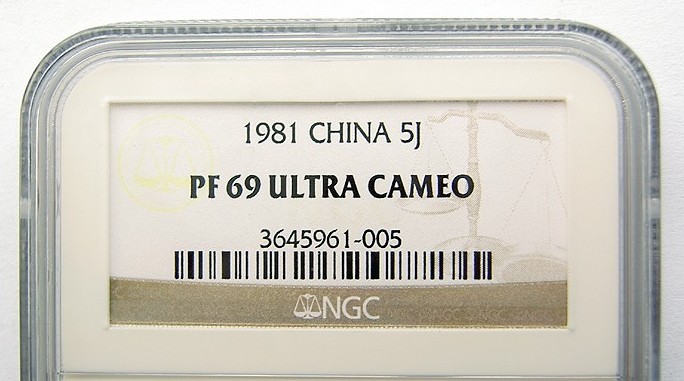 1981 CHINA 5J
PF 69 ULTRA CAMEO
3645961-005
NGC